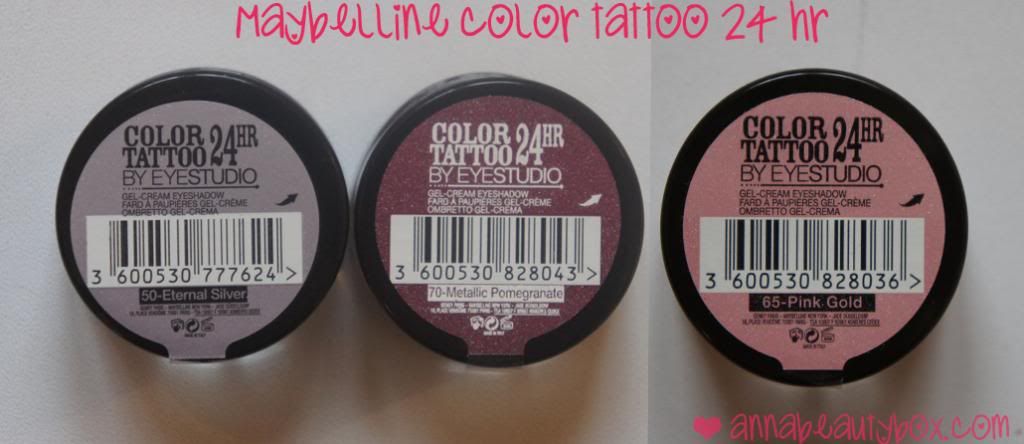 Maybelline Color Tattoo 24 hr
COLOR 24HR
TATTOO
BY EYESTUDIO
GEL-CREAM EYESHADOW
FARD À PAUPIÈRES GEL-CRÈME
OMBRETTO GEL-CREMA
3 600530 777624 >
50-Eternal Silver
COLOR 24HR
TATTOO
BY EYESTUDIO
GEL-CREAM EYESHADOW
FARD À PAUPIÈRES GEL-CRÈME
OMBRETTO GEL-CREMA
3 600530 828043 >
70-Metallic Pomegranate
COLOR 24HR
TATTOO
BY EYESTUDIO
GEL-CREAM EYESHADOW
FARD À PAUPIÈRES GEL-CRÈME
OMBRETTO GEL-CREMA
3 600530 828036 >
65-Pink Gold
annabeautybox.com